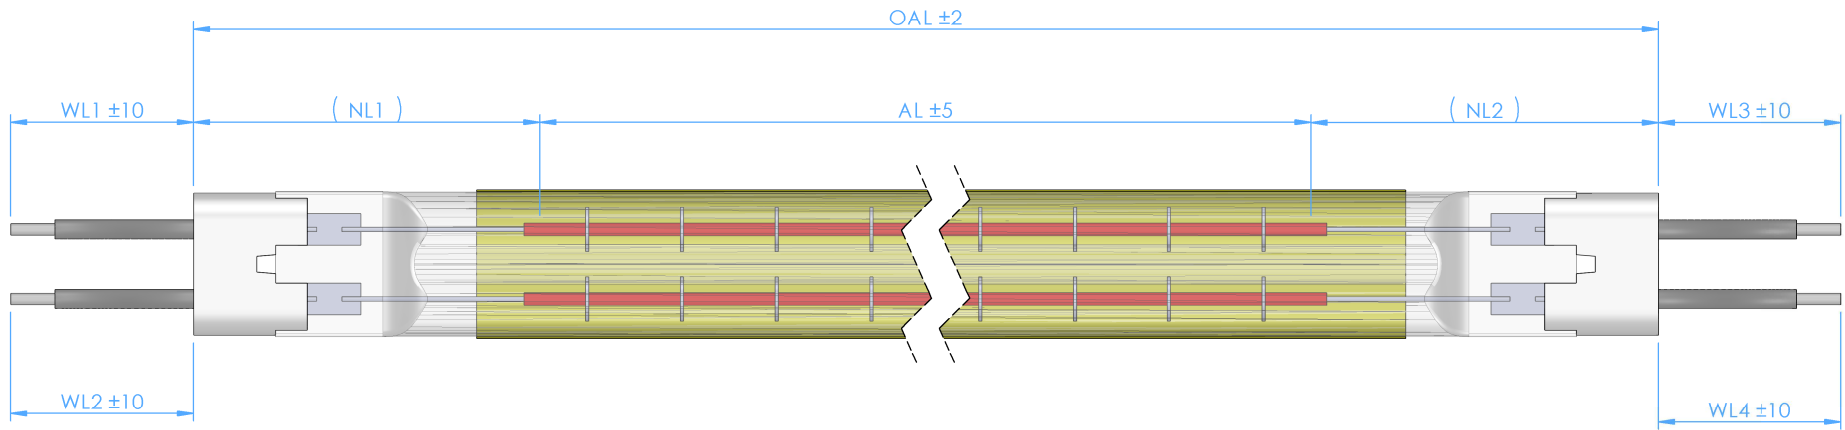 OAL ±2
WL1 ±10
( NL1 )
AL ±5
( NL2 )
WL3 ±10
WL2 ±10
WL4 ±10